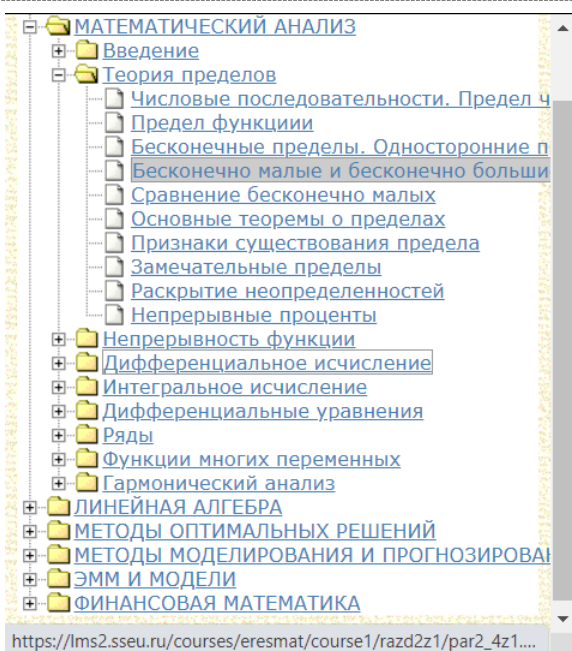 МАТЕМАТИЧЕСКИЙ АНАЛИЗ
Введение
Теория пределов
Числовые последовательности. Предел ч
Предел функциии
Бесконечные пределы. Односторонние п
Бесконечно малые и бесконечно больши
Сравнение бесконечно малых
Основные теоремы о пределах
Признаки существования предела
Замечательные пределы
Раскрытие неопределенностей
Непрерывные проценты
Непрерывность функции
Дифференциальное исчисление
Интегральное исчисление
Дифференциальные уравнения
Ряды
Функции многих переменных
Гармонический анализ
ЛИНЕЙНАЯ АЛГЕБРА
МЕТОДЫ ОПТИМАЛЬНЫХ РЕШЕНИЙ
МЕТОДЫ МОДЕЛИРОВАНИЯ И ПРОГНОЗИРОВАН
ЭММ И МОДЕЛИ
ФИНАНСОВАЯ МАТЕМАТИКА
https://lms2.sseu.ru/courses/eresmat/course1/razd2z1/par2_4z1....